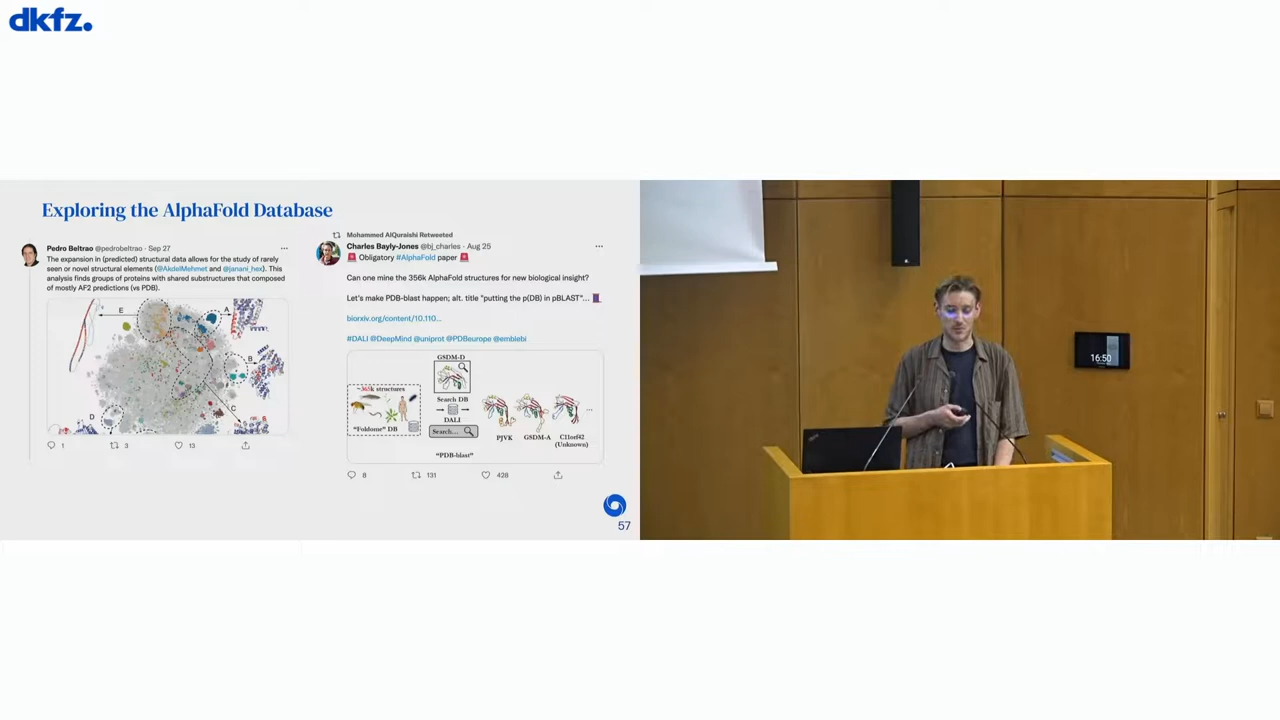 dkfz.
Exploring the AlphaFold Database
Pedro Beltrao @pedrobeltrao · Sep 27
The expansion in (predicted) structural data allows for the study of rarely
seen or novel structural elements (@AkdelMehmet and @janani_hex). This
analysis finds groups of proteins with shared substructures that composed
of mostly AF2 predictions (vs PDB).
E
A
B
C
D
1
3
13
Mohammed AlQuraishi Retweeted
Charles Bayly-Jones @bj_charles · Aug 25
🚨 Obligatory #AlphaFold paper 🚨
Can one mine the 356k AlphaFold structures for new biological insight?
Let's make PDB-blast happen; alt. title "putting the p(DB) in pBLAST"...
biorxiv.org/content/10.110...
#DALI @DeepMind @uniprot @PDBeurope @emblebi
GSDM-D
~365k structures
Search DB
DALI
Search...
"Foldome" DB
PJVK
GSDM-A
C11orf42
(Unknown)
...
"PDB-blast"
8
131
428
57
16:50